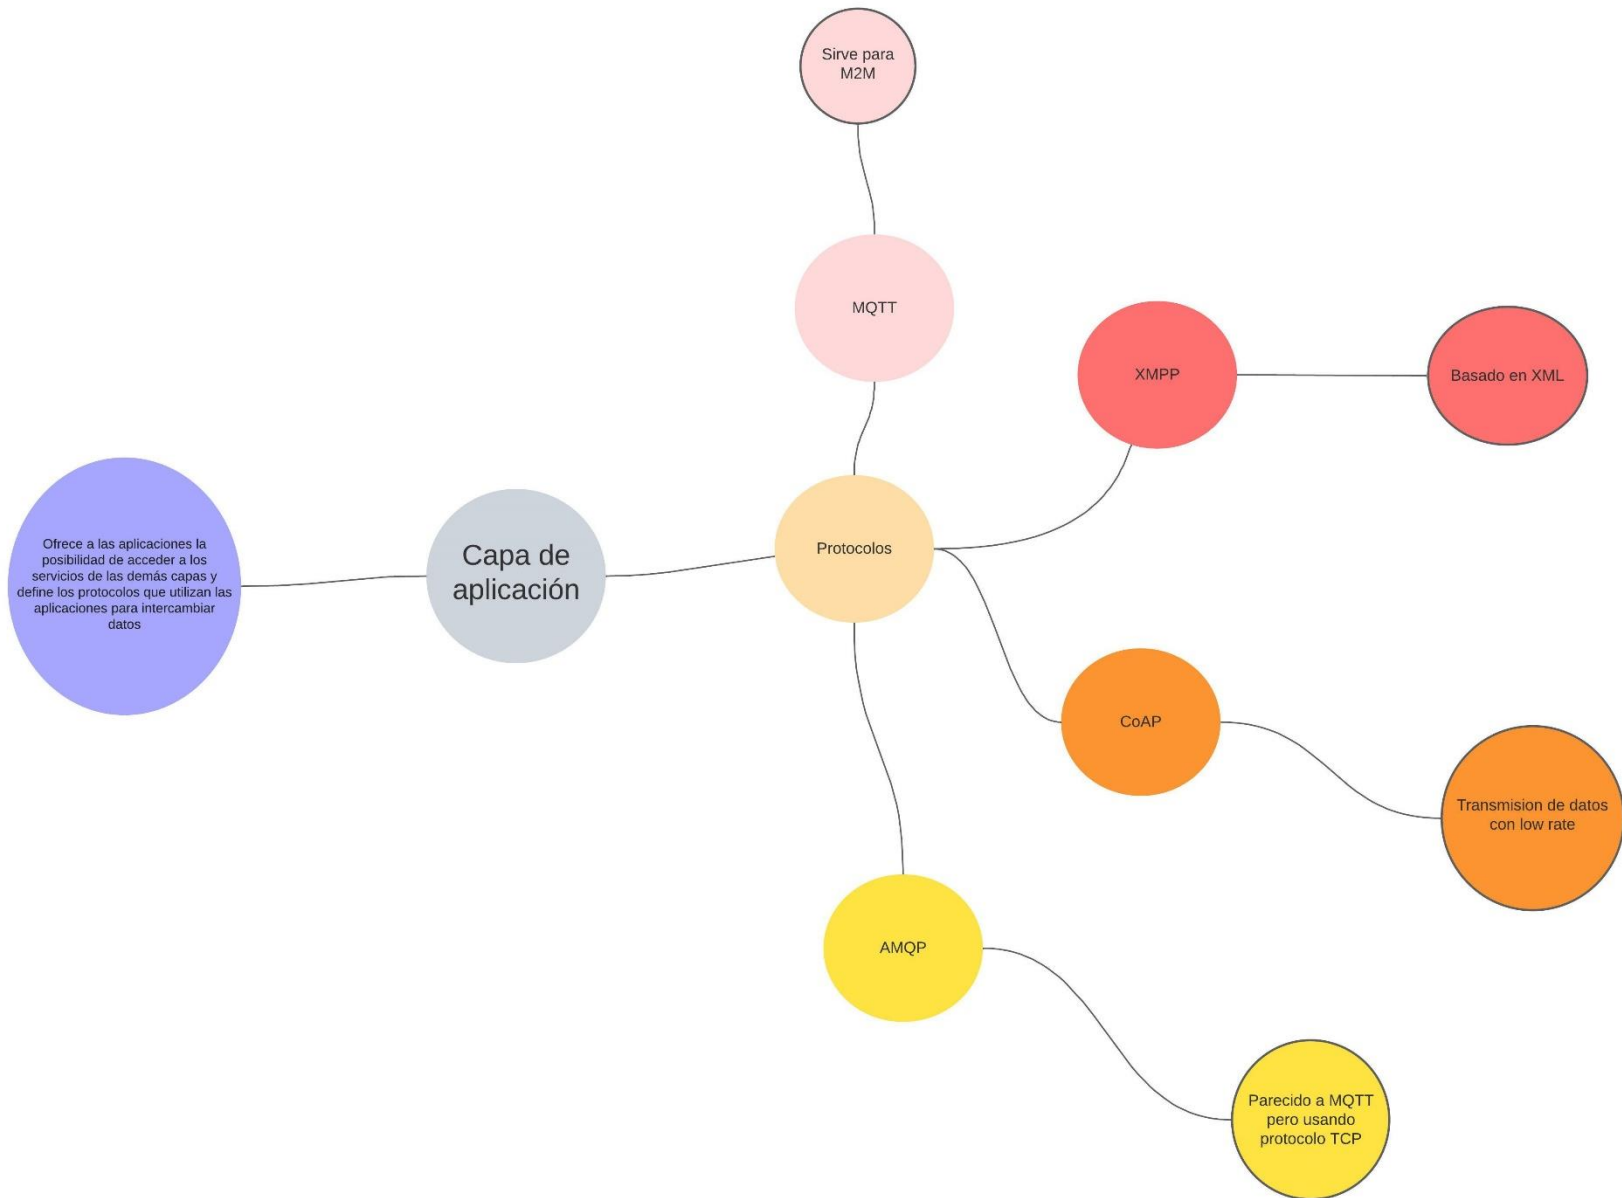 Sirve para
M2M
MQTT
XMPP
Basado en XML
Ofrece a las aplicaciones la
posibilidad de acceder a los
servicios de las demás capas y
define los protocolos que utilizan las
aplicaciones para intercambiar
datos
Capa de
aplicación
Protocolos
CoAP
Transmision de datos
con low rate
AMQP
Parecido a MQTT
pero usando
protocolo TCP